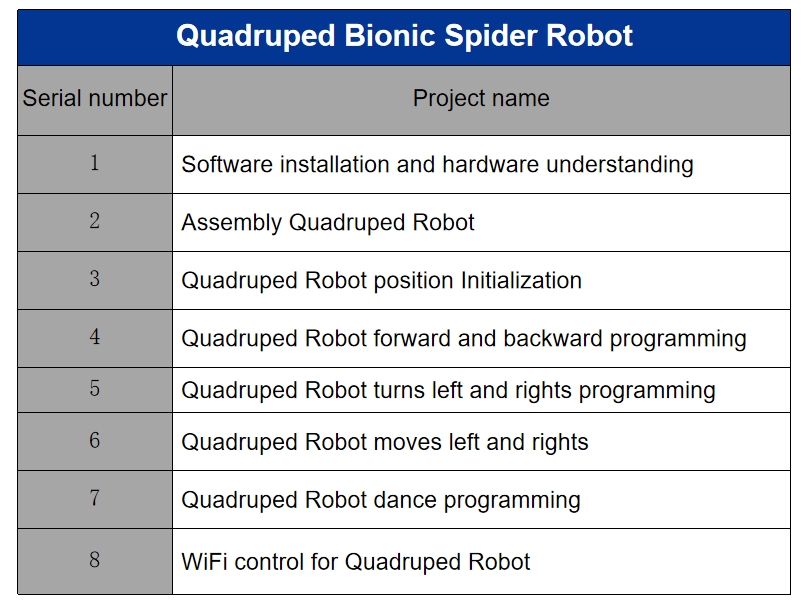 Quadruped Bionic Spider Robot
Serial number Project name
1 Software installation and hardware understanding
2 Assembly Quadruped Robot
3 Quadruped Robot position Initialization
4 Quadruped Robot forward and backward programming
5 Quadruped Robot turns left and rights programming
6 Quadruped Robot moves left and rights
7 Quadruped Robot dance programming
8 WiFi control for Quadruped Robot